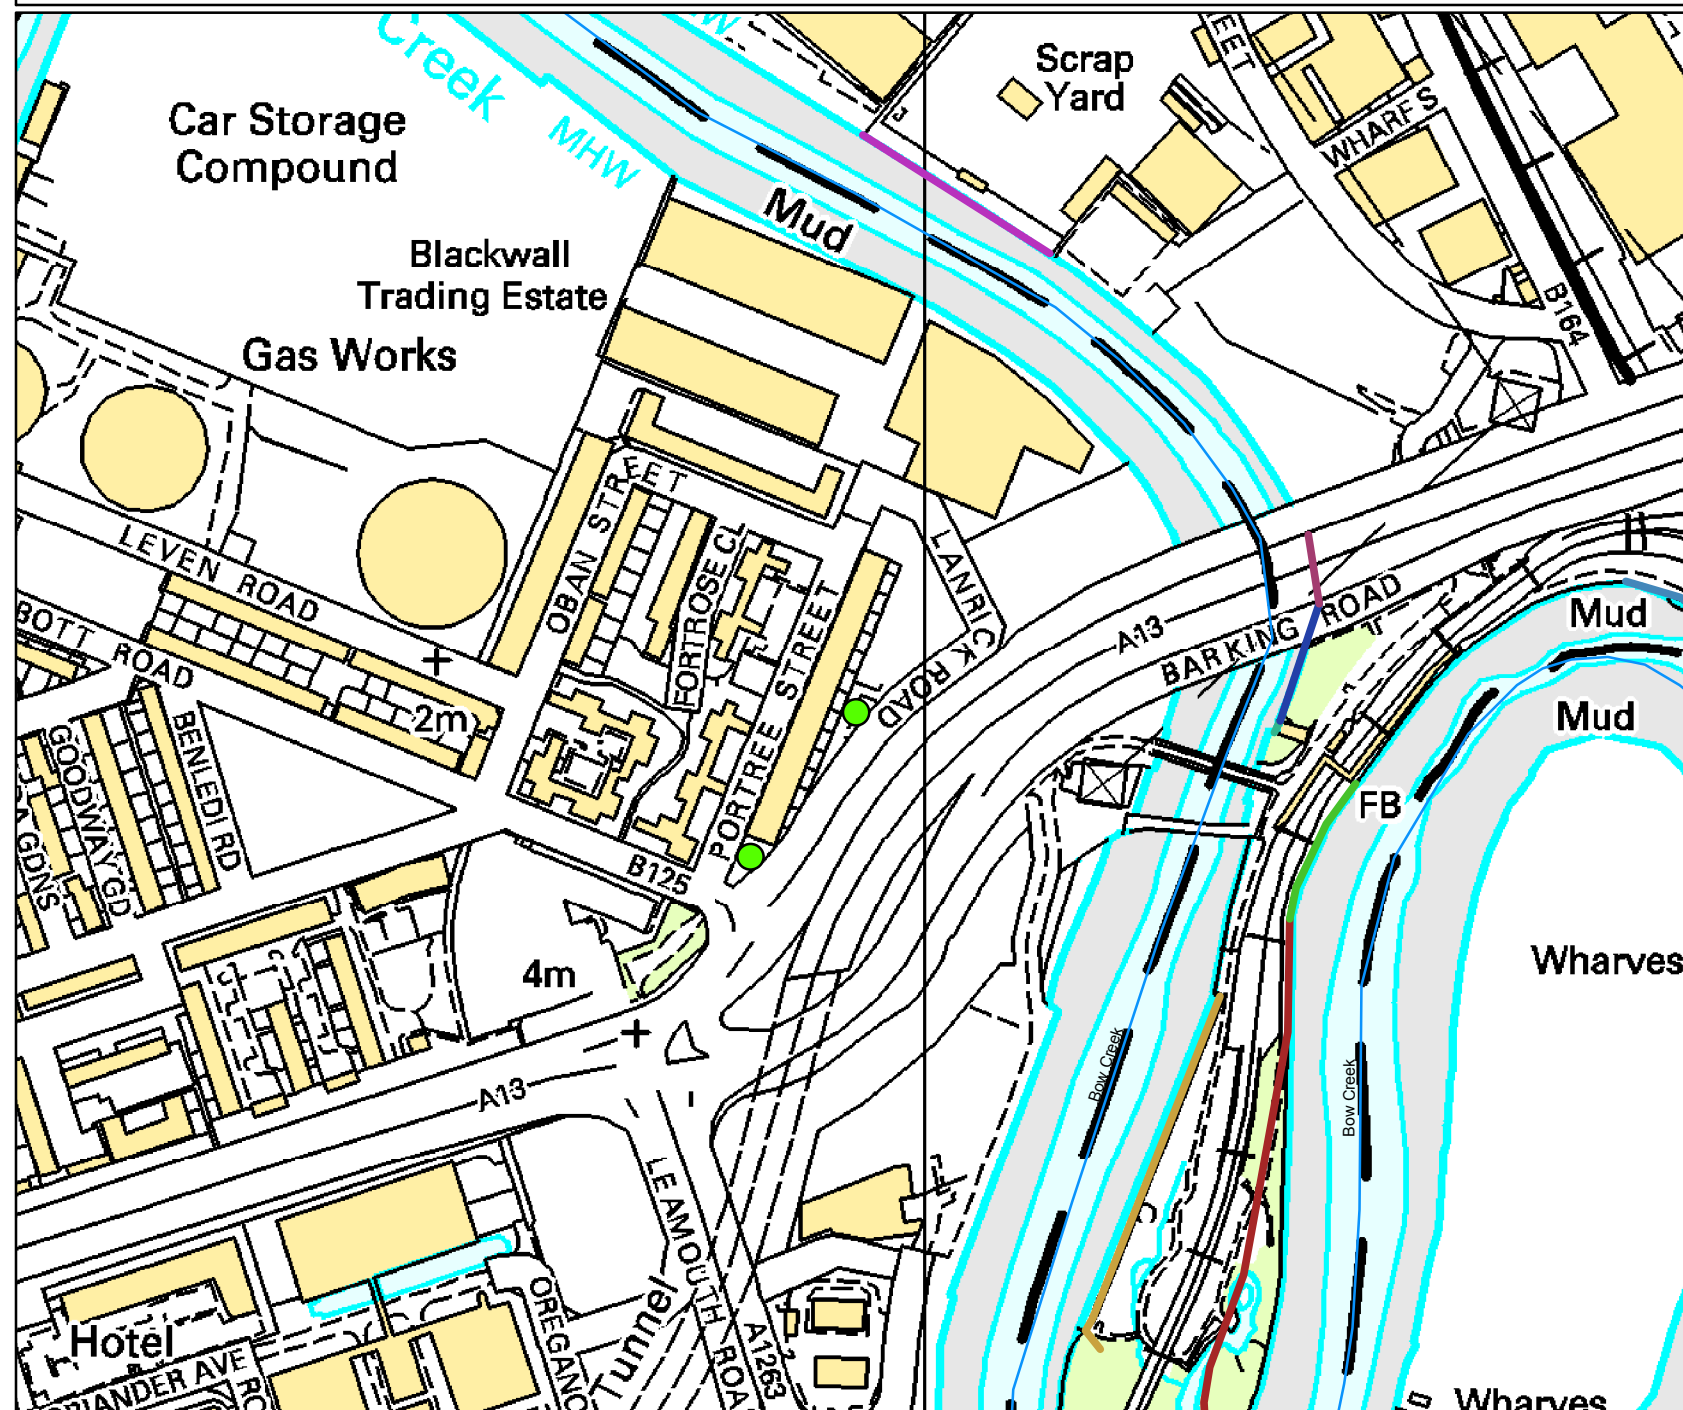 Creek
MHW
Scrap
Yard
WHARF S
B164
Car Storage
Compound
Mud
Blackwall
Trading Estate
Gas Works
OBAN STREET
FORTROSE CL
PORTREE STREET
LANRICK ROAD
LEVEN ROAD
BOTT ROAD
2m
GOODWAY GD
BENLEDI RD
GDNS
B125
A13
BARKING ROAD
Mud
Mud
FB
Wharves
4m
A13
Bow Creek
Bow Creek
LEAMOUTH ROAD
A1263
Tunnel
OREGANO
Hotel
RIANDER AVE
Wharves